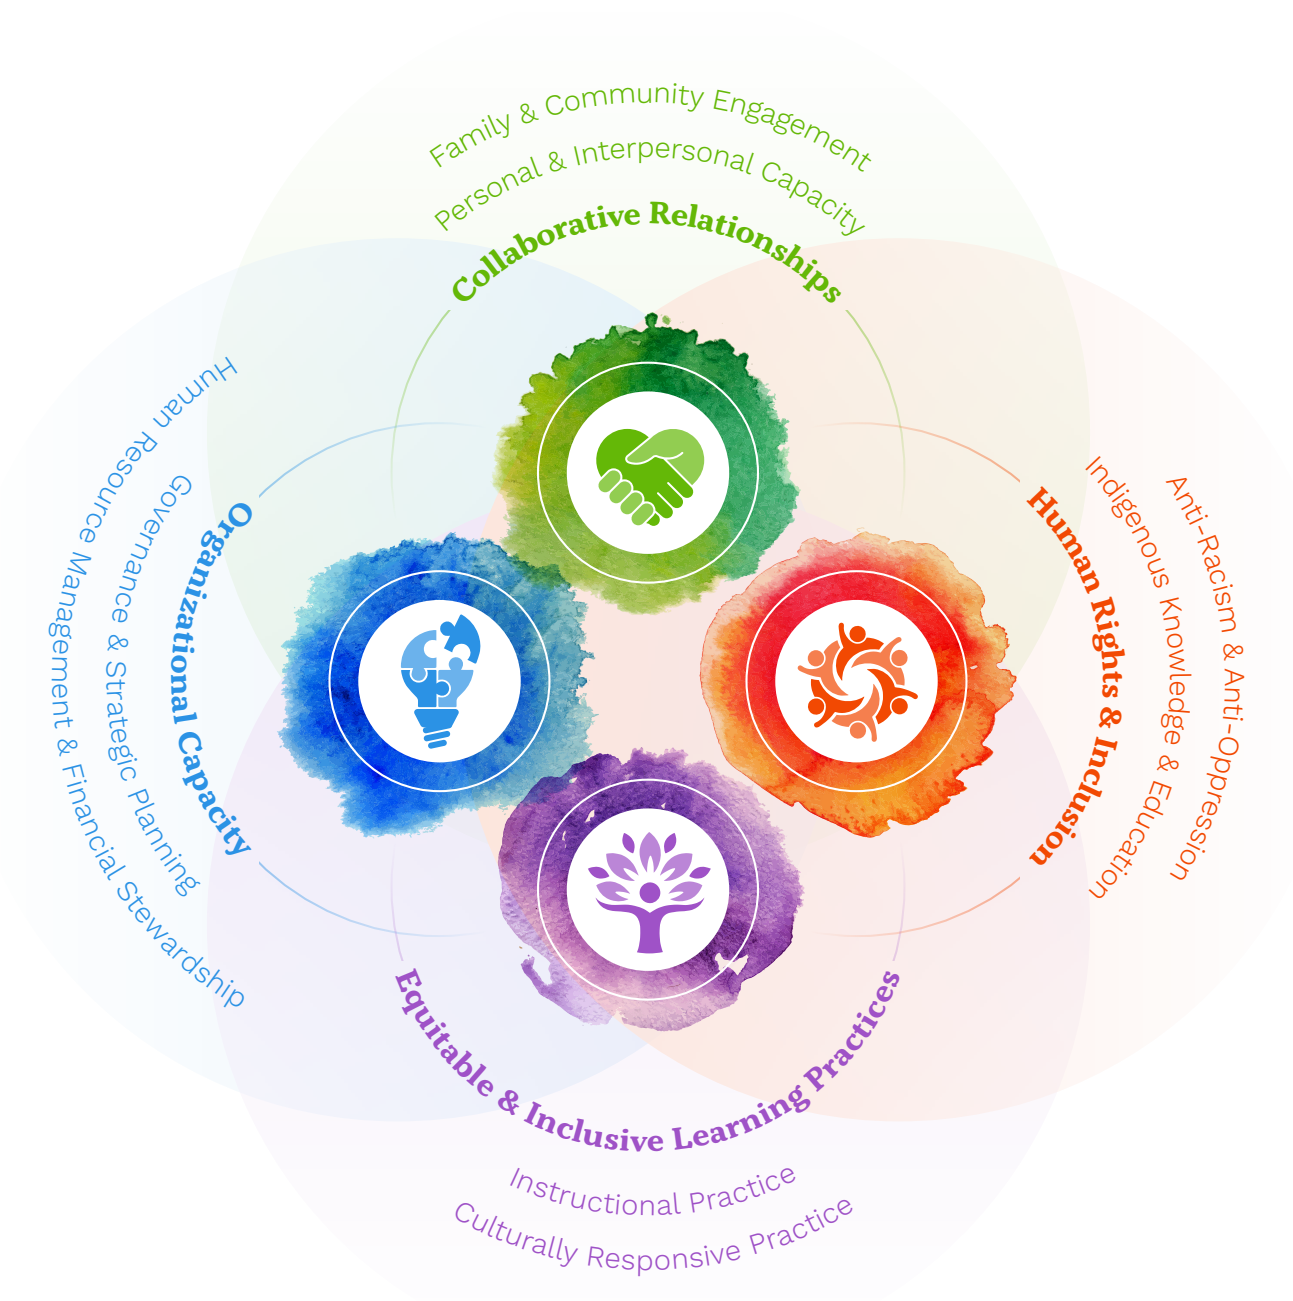 Family & Community Engagement
Personal & Interpersonal Capacity
Collaborative Relationships
Human Resource Management & Financial Stewardship
Governance & Strategic Planning
Organizational Capacity
Human Rights & Inclusion
Indigenous Knowledge & Education
Anti-Racism & Anti-Oppression
Equitable & Inclusive Learning Practices
Instructional Practice
Culturally Responsive Practice